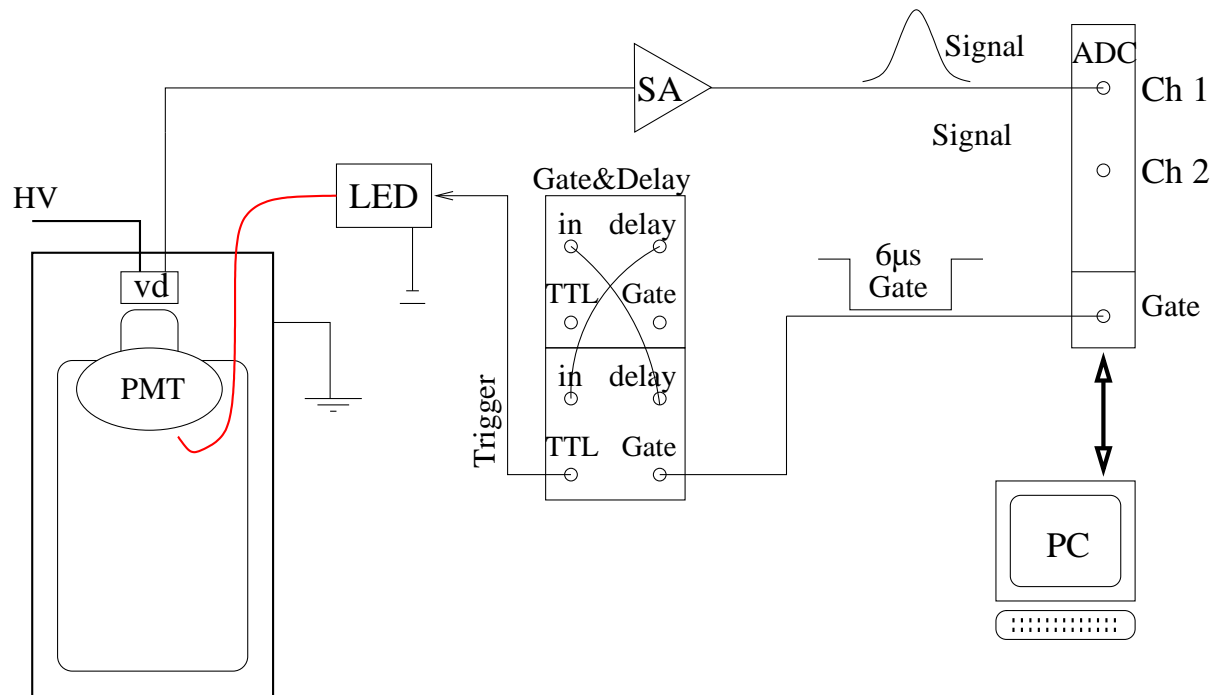 Signal
ADC
SA
Ch 1
Signal
Ch 2
Gate&Delay
LED
HV
in delay
6μs
Gate
vd
TTL Gate
Gate
PMT
in delay
Trigger
TTL Gate
PC